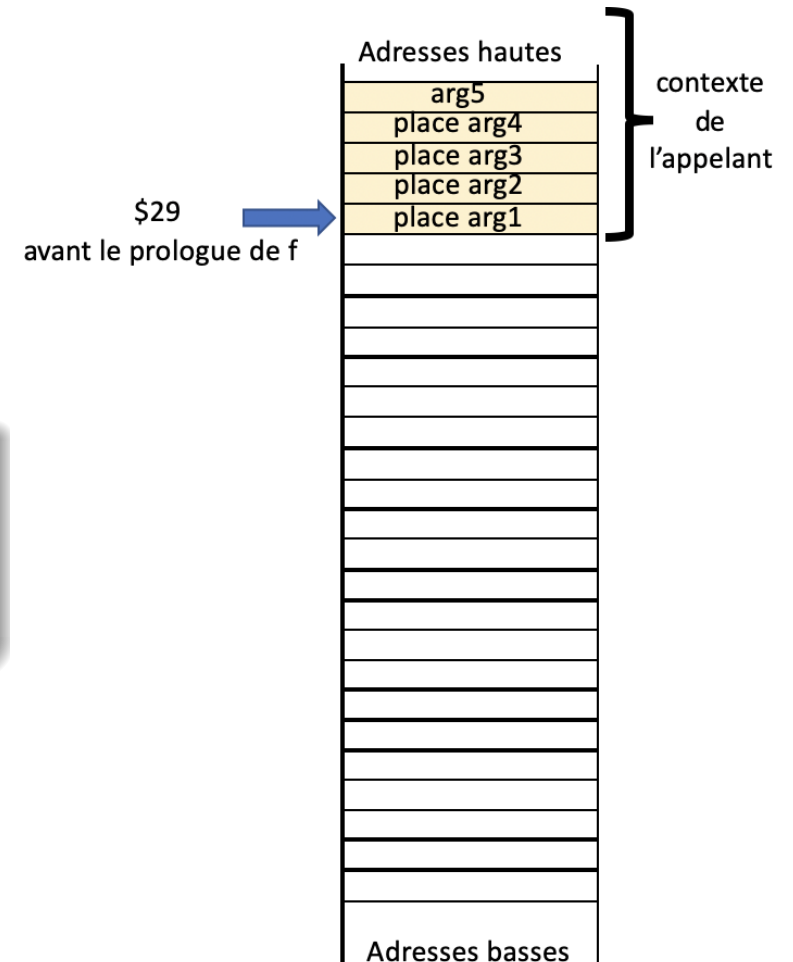 Adresses hautes
arg5
place arg4
place arg3
place arg2
place arg1
contexte
de
l'appelant
$29
avant le prologue de f
Adresses basses